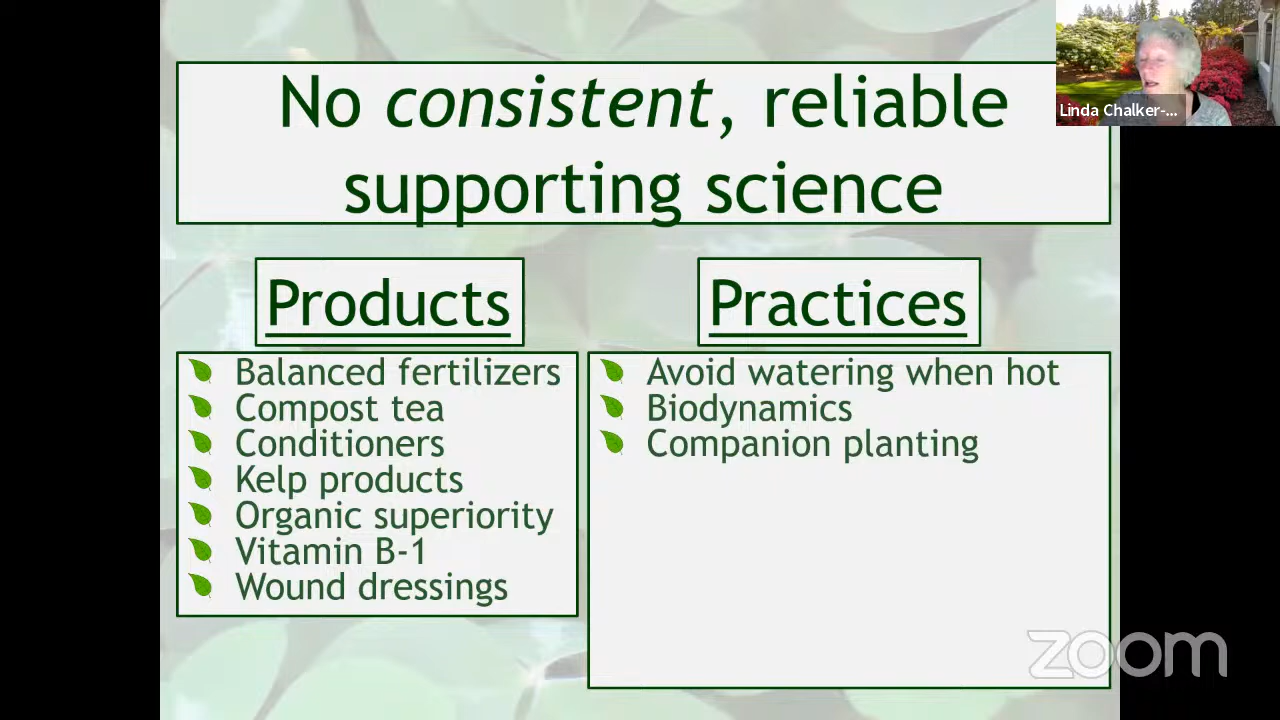 No consistent, reliable
supporting science
Linda Chalker-...
Products
Balanced fertilizers
Compost tea
Conditioners
Kelp products
Organic superiority
Vitamin B-1
Wound dressings
Practices
Avoid watering when hot
Biodynamics
Companion planting
zoom